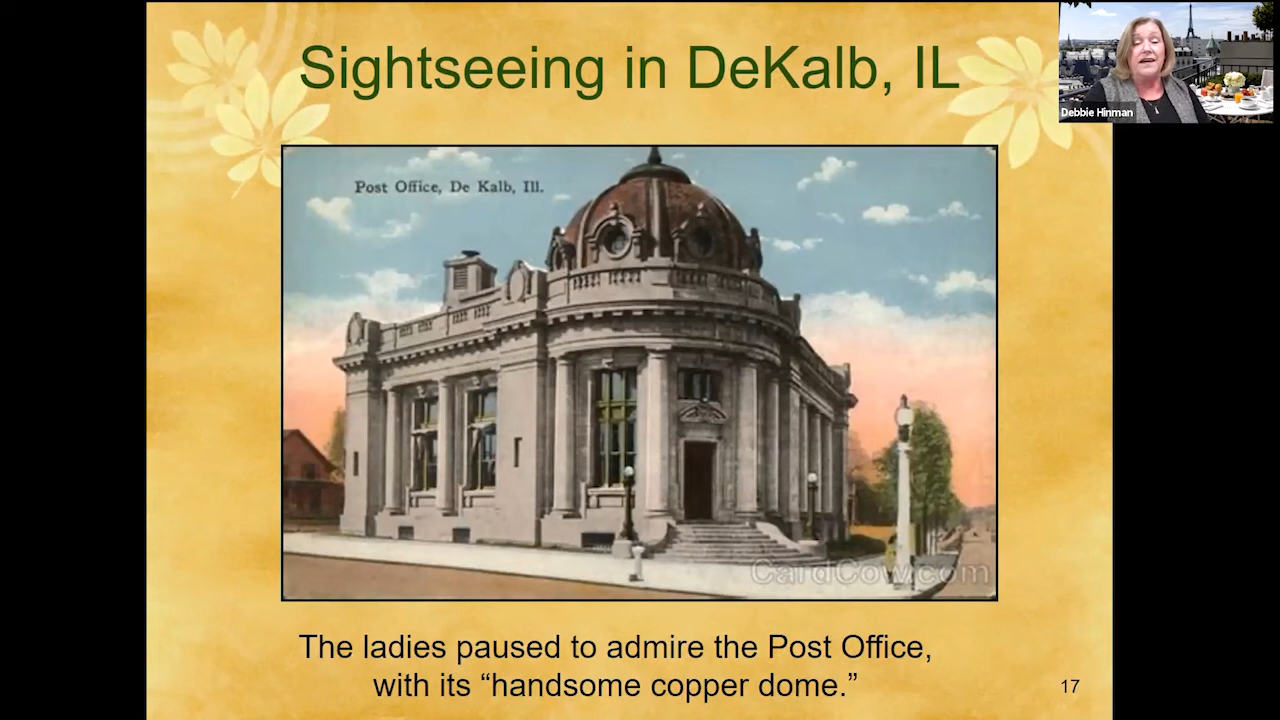 Sightseeing in DeKalb, IL
Debbie Hinman
Post Office, De Kalb, Ill.
CardCow.com
The ladies paused to admire the Post Office,
with its “handsome copper dome.”
17